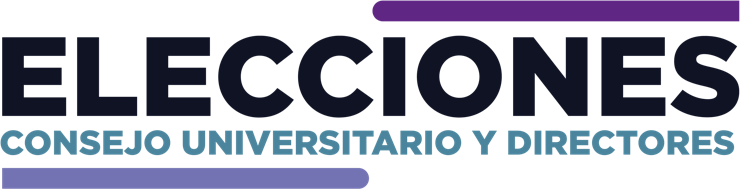 ELECCIONES
CONSEJO UNIVERSITARIO Y DIRECTORES